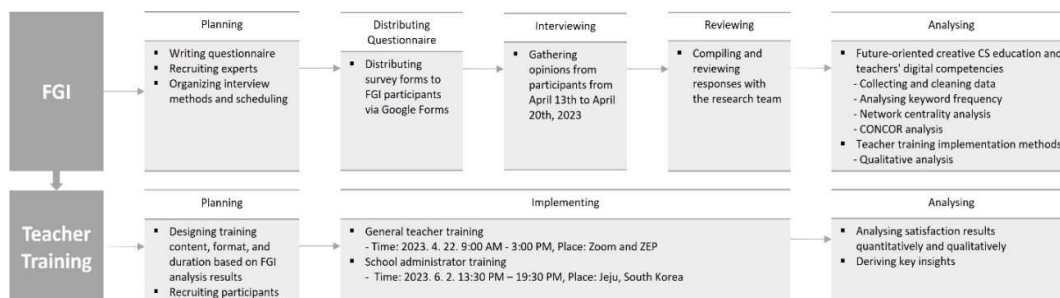 FGI
Planning
▪ Writing questionnaire
▪ Recruiting experts
▪ Organizing interview
methods and scheduling
Distributing
Questionnaire
▪ Distributing
survey forms to
FGI participants
via Google Forms
Interviewing
▪ Gathering
opinions from
participants from
April 13th to April
20th, 2023
Reviewing
▪ Compiling and
reviewing
responses with
the research team
Analysing
▪ Future-oriented creative CS education and
teachers' digital competencies
- Collecting and cleaning data
- Analysing keyword frequency
- Network centrality analysis
- CONCOR analysis
▪ Teacher training implementation methods
- Qualitative analysis
Teacher
Training
Planning
▪ Designing training
content, format, and
duration based on FGI
analysis results
▪ Recruiting participants
Implementing
▪ General teacher training
- Time: 2023. 4. 22. 9:00 AM - 3:00 PM, Place: Zoom and ZEP
▪ School administrator training
- Time: 2023. 6. 2. 13:30 PM – 19:30 PM, Place: Jeju, South Korea
Analysing
▪ Analysing satisfaction results
quantitatively and qualitatively
▪ Deriving key insights